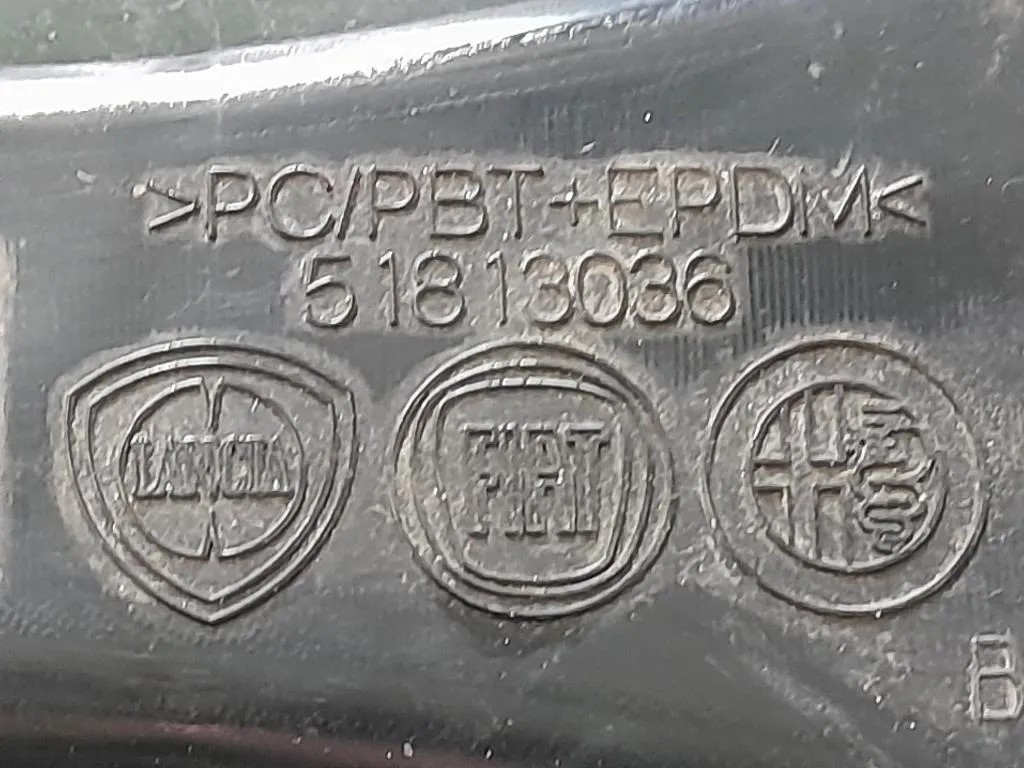 >PC/PBT+EPDM<
51813036
LANCIA
FIAT
B